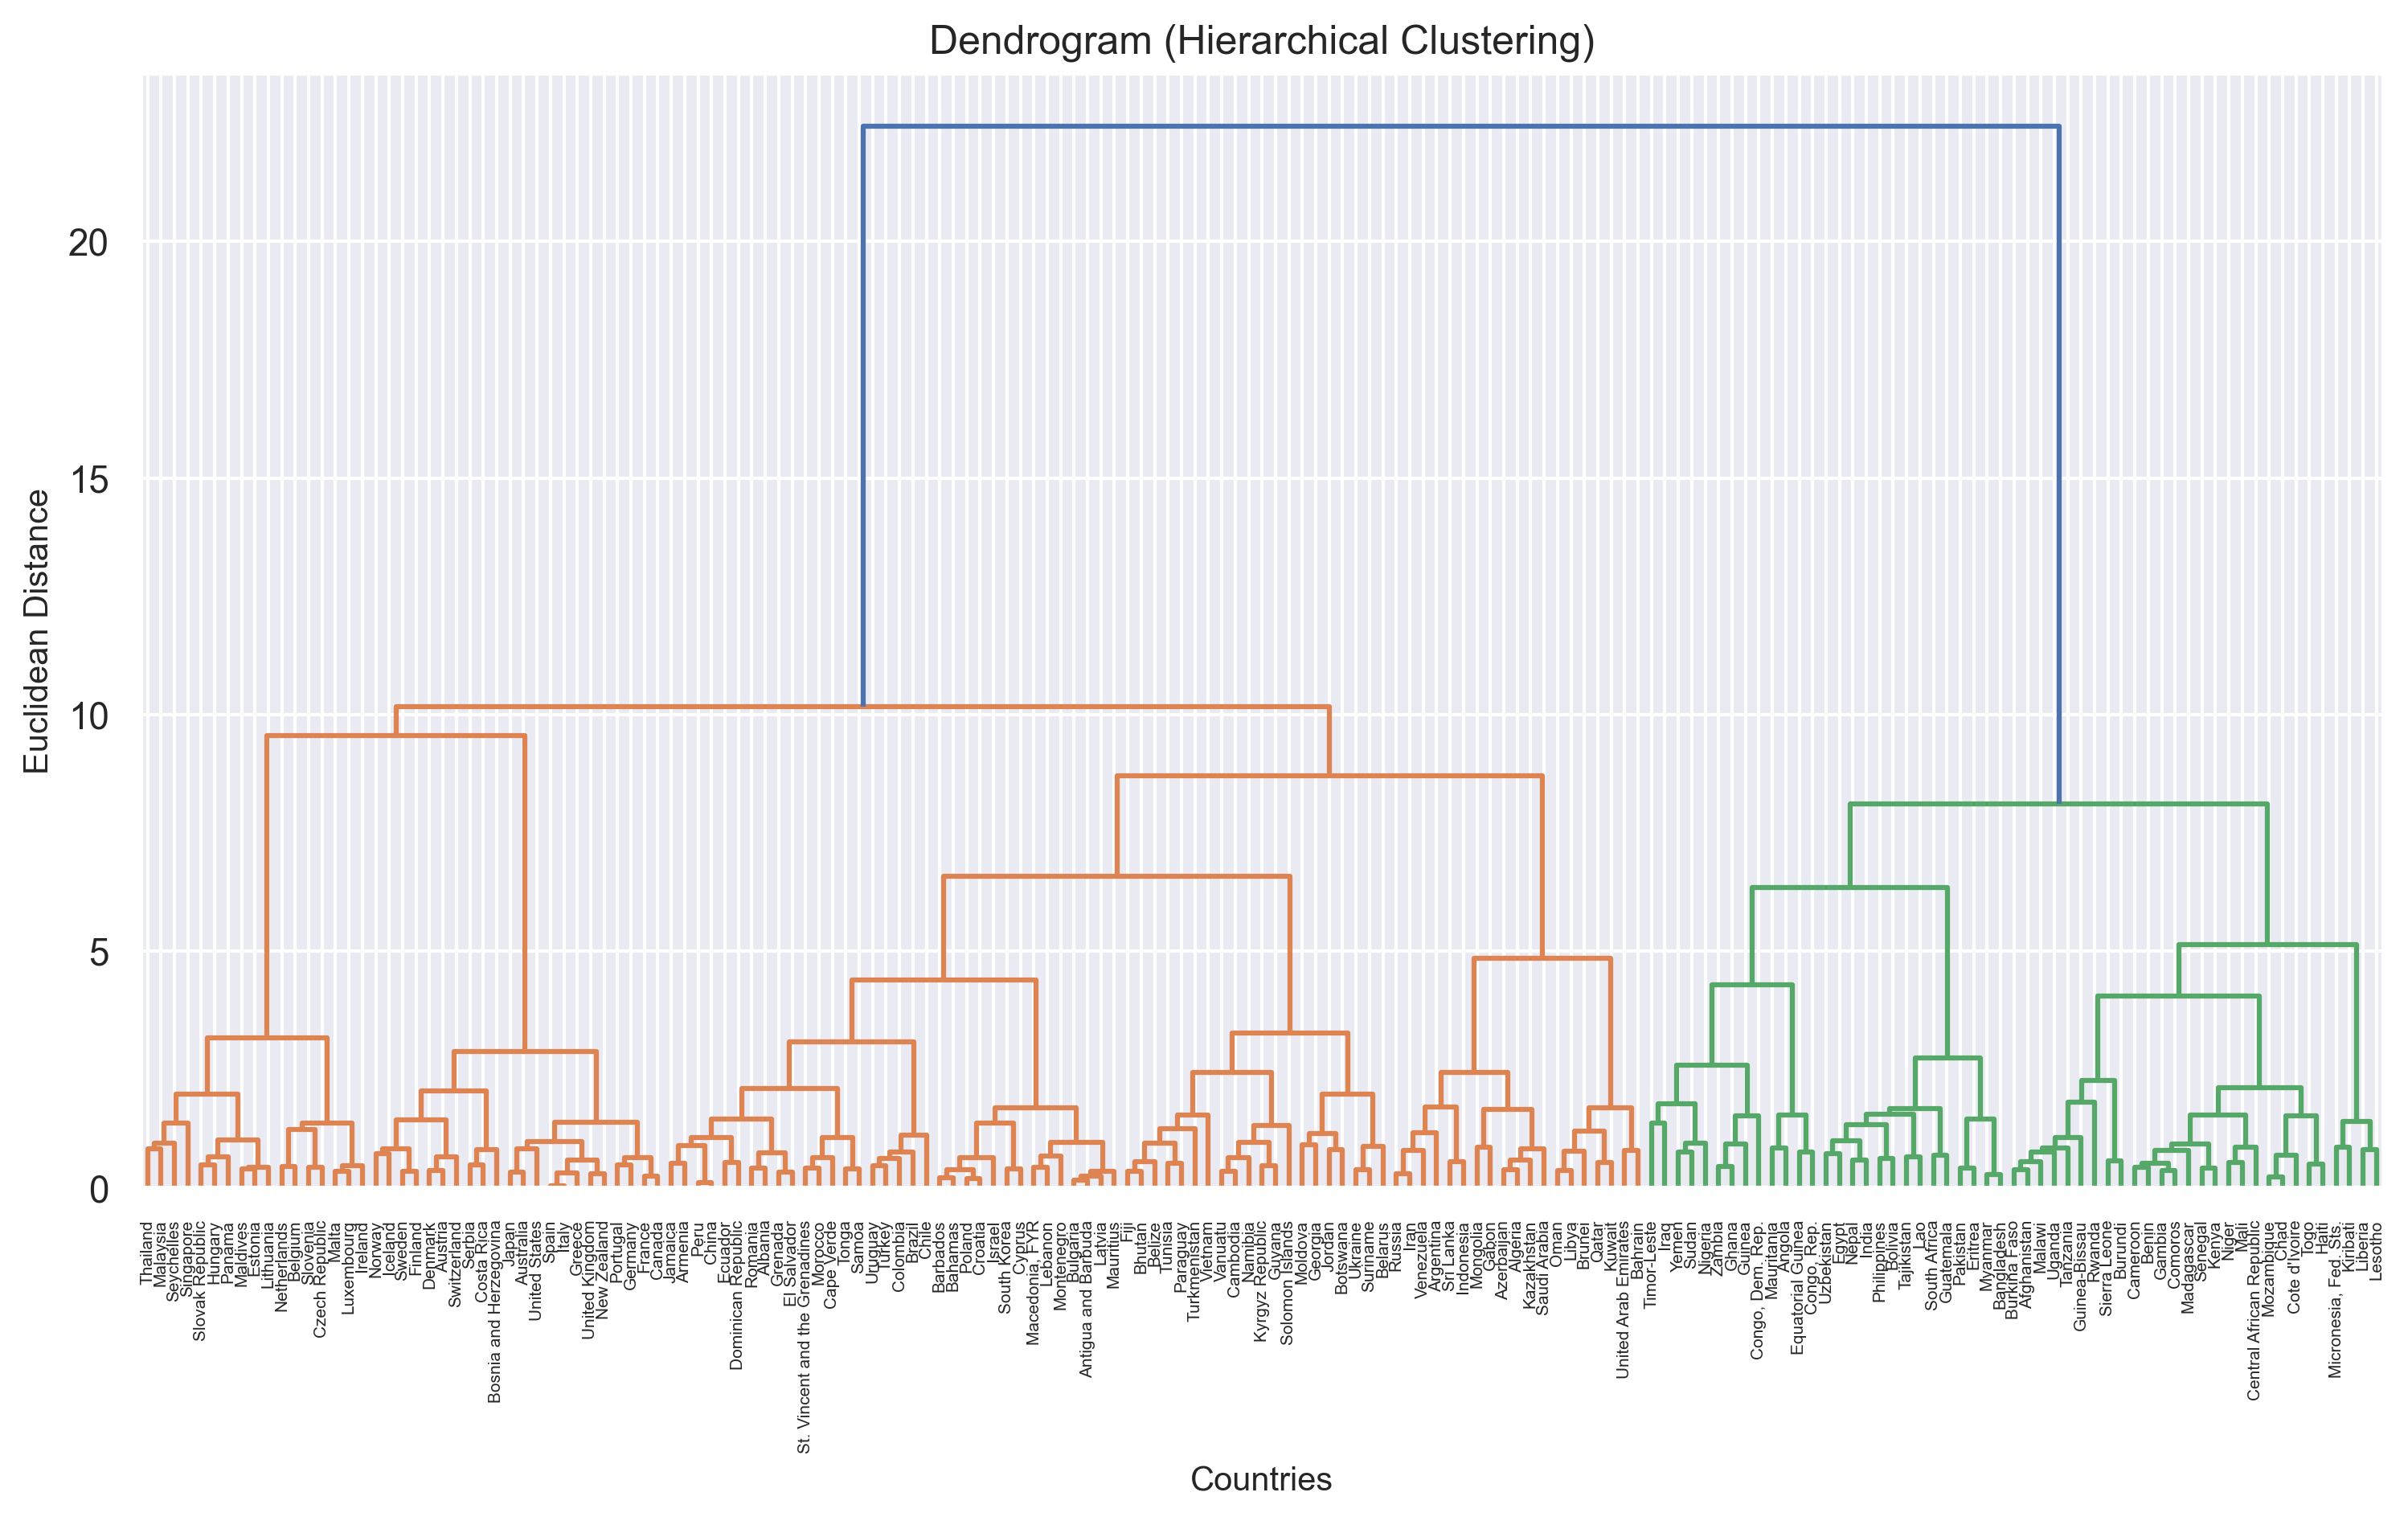 Dendrogram (Hierarchical Clustering)
Euclidean Distance
20
15
10
5
0
Thailand
Malaysia
Seychelles
Singapore
Slovak Republic
Hungary
Panama
Maldives
Estonia
Lithuania
Netherlands
Belgium
Slovenia
Czech Republic
Malta
Luxembourg
Ireland
Norway
Iceland
Sweden
Finland
Denmark
Austria
Switzerland
Serbia
Costa Rica
Bosnia and Herzegovina
Japan
Australia
United States
Spain
Italy
Greece
United Kingdom
New Zealand
Portugal
Germany
France
Canada
Jamaica
Armenia
Peru
China
Ecuador
Dominican Republic
Romania
Albania
Grenada
El Salvador
St. Vincent and the Grenadines
Morocco
Cape Verde
Tonga
Samoa
Uruguay
Turkey
Colombia
Brazil
Chile
Barbados
Bahamas
Poland
Croatia
Israel
South Korea
Cyprus
Macedonia, FYR
Lebanon
Montenegro
Bulgaria
Antigua and Barbuda
Latvia
Mauritius
Fiji
Bhutan
Belize
Tunisia
Paraguay
Turkmenistan
Vietnam
Vanuatu
Cambodia
Namibia
Kyrgyz Republic
Guyana
Solomon Islands
Moldova
Georgia
Jordan
Botswana
Ukraine
Suriname
Belarus
Russia
Iran
Venezuela
Argentina
Sri Lanka
Indonesia
Mongolia
Gabon
Azerbaijan
Algeria
Kazakhstan
Saudi Arabia
Oman
Libya
Brunei
Qatar
Kuwait
United Arab Emirates
Bahrain
Timor-Leste
Iraq
Yemen
Sudan
Nigeria
Zambia
Ghana
Guinea
Congo, Dem. Rep.
Mauritania
Angola
Equatorial Guinea
Congo, Rep.
Uzbekistan
Egypt
Nepal
India
Philippines
Bolivia
Tajikistan
Lao
South Africa
Guatemala
Pakistan
Eritrea
Myanmar
Bangladesh
Burkina Faso
Afghanistan
Malawi
Uganda
Tanzania
Guinea-Bissau
Rwanda
Sierra Leone
Burundi
Cameroon
Benin
Gambia
Comoros
Madagascar
Senegal
Kenya
Niger
Mali
Central African Republic
Mozambique
Chad
Cote d'Ivoire
Togo
Haiti
Micronesia, Fed. Sts.
Kiribati
Liberia
Lesotho
Countries